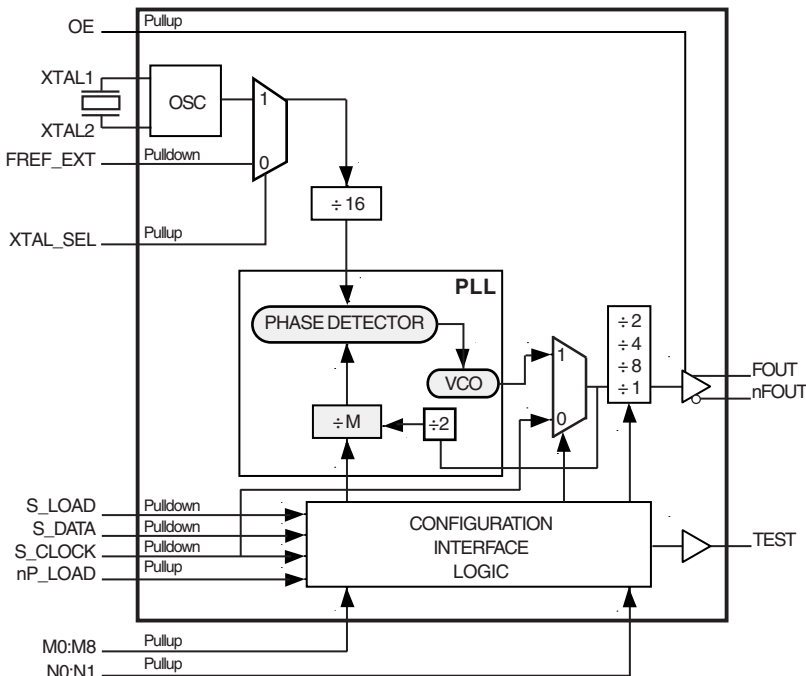 OE Pullup
XTAL1
OSC
XTAL2
1
0
FREF_EXT Pulldown
÷ 16
XTAL_SEL Pullup
PLL
PHASE DETECTOR
VCO
÷ M
÷2
1
0
÷ 2
÷ 4
÷ 8
÷ 1
FOUT
nFOUT
S_LOAD Pulldown
S_DATA Pulldown
S_CLOCK Pulldown
nP_LOAD Pullup
CONFIGURATION
INTERFACE
LOGIC
TEST
M0:M8 Pullup
N0:N1 Pullup